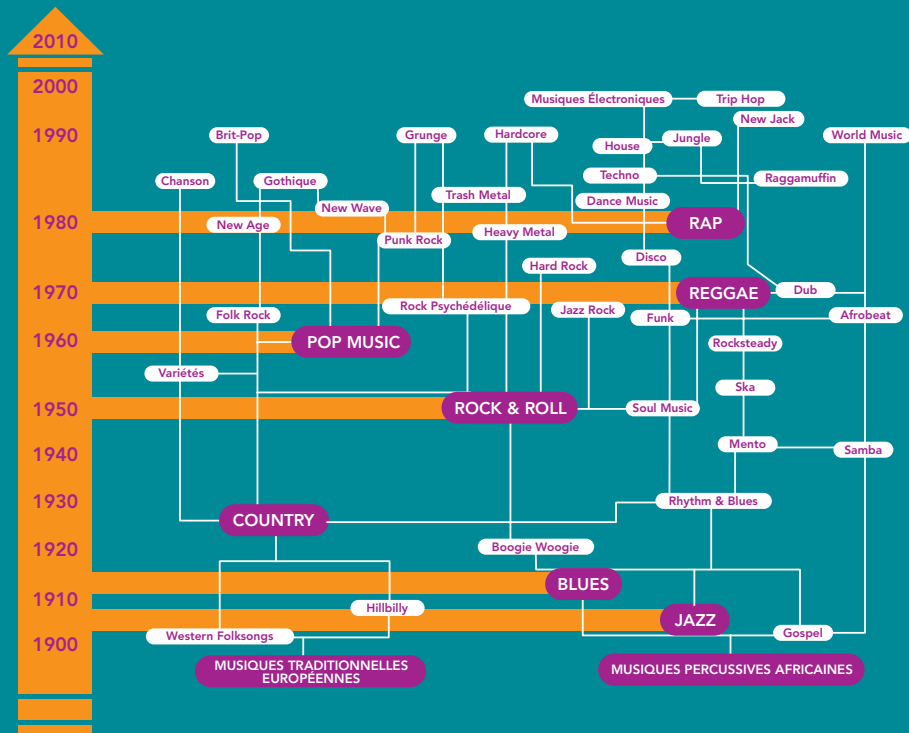 2010
2000
Musiques Électroniques
Trip Hop
New Jack
1990
Brit-Pop
Grunge
Hardcore
Jungle
World Music
House
Chanson
Gothique
Techno
Raggamuffin
Trash Metal
Dance Music
New Wave
1980
New Age
RAP
Punk Rock
Heavy Metal
Disco
Hard Rock
1970
REGGAE
Dub
Rock Psychédélique
Jazz Rock
Folk Rock
Funk
Afrobeat
1960
POP MUSIC
Rocksteady
Variétés
Ska
1950
ROCK & ROLL
Soul Music
1940
Mento
Samba
1930
Rhythm & Blues
COUNTRY
1920
Boogie Woogie
BLUES
1910
Hillbilly
JAZZ
1900
Western Folksongs
Gospel
MUSIQUES TRADITIONNELLES
EUROPÉENNES
MUSIQUES PERCUSSIVES AFRICAINES